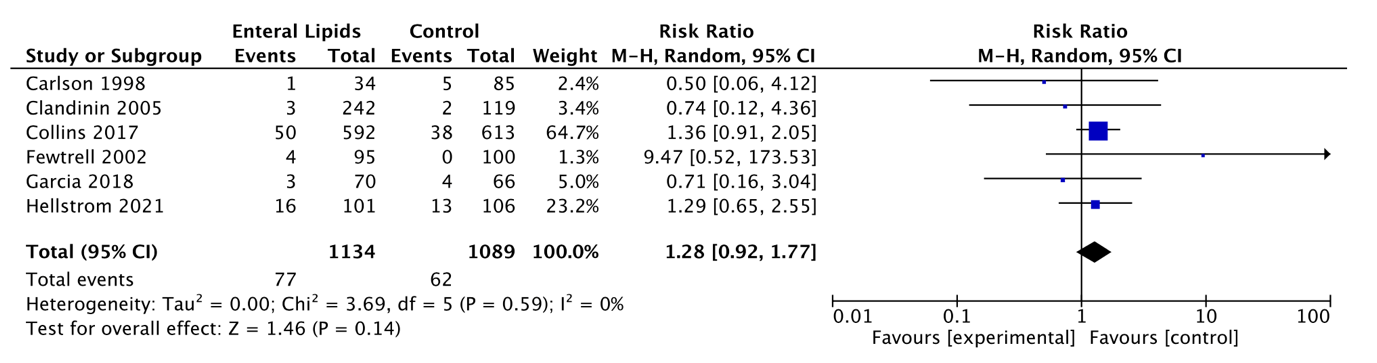 Enteral Lipids Control Risk Ratio Risk Ratio
Study or Subgroup Events Total Events Total Weight M-H, Random, 95% CI M-H, Random, 95% CI
Carlson 1998 1 34 5 85 2.4% 0.50 [0.06, 4.12]
Clandinin 2005 3 242 2 119 3.4% 0.74 [0.12, 4.36]
Collins 2017 50 592 38 613 64.7% 1.36 [0.91, 2.05]
Fewtrell 2002 4 95 0 100 1.3% 9.47 [0.52, 173.53]
Garcia 2018 3 70 4 66 5.0% 0.71 [0.16, 3.04]
Hellstrom 2021 16 101 13 106 23.2% 1.29 [0.65, 2.55]
Total (95% CI) 1134 1089 100.0% 1.28 [0.92, 1.77]
Total events 77 62
Heterogeneity: Tau² = 0.00; Chi² = 3.69, df = 5 (P = 0.59); I² = 0%
Test for overall effect: Z = 1.46 (P = 0.14)
0.01 0.1 1 10 100
Favours [experimental] Favours [control]